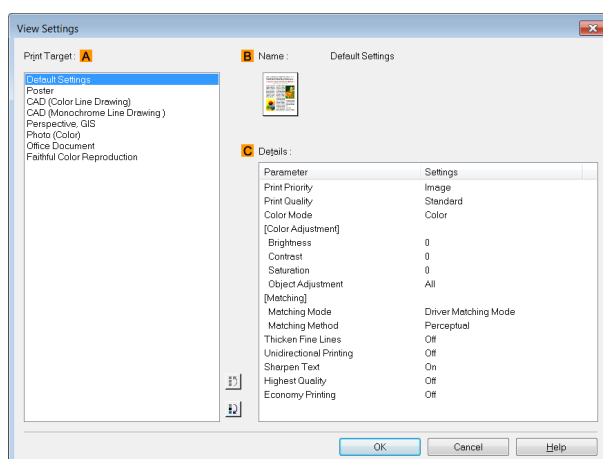 View Settings
Print Target : A
Default Settings
Poster
CAD (Color Line Drawing)
CAD (Monochrome Line Drawing )
Perspective, GIS
Photo (Color)
Office Document
Faithful Color Reproduction
B Name : Default Settings
C Details :
Parameter Settings
Print Priority Image
Print Quality Standard
Color Mode Color
[Color Adjustment]
Brightness 0
Contrast 0
Saturation 0
Object Adjustment All
[Matching]
Matching Mode Driver Matching Mode
Matching Method Perceptual
Thicken Fine Lines Off
Unidirectional Printing Off
Sharpen Text On
Highest Quality Off
Economy Printing Off
OK Cancel Help